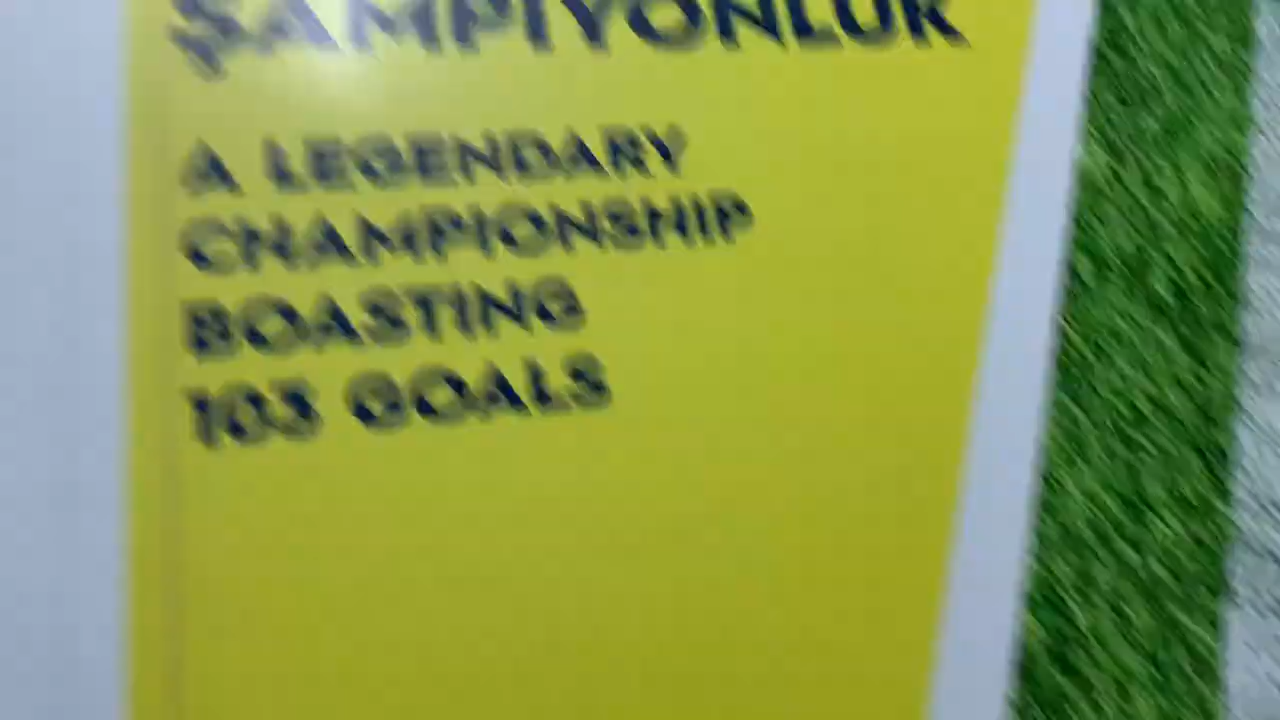 ŞAMPİYONLUK
A LEGENDARY
CHAMPIONSHIP
BOASTING
103 GOALS